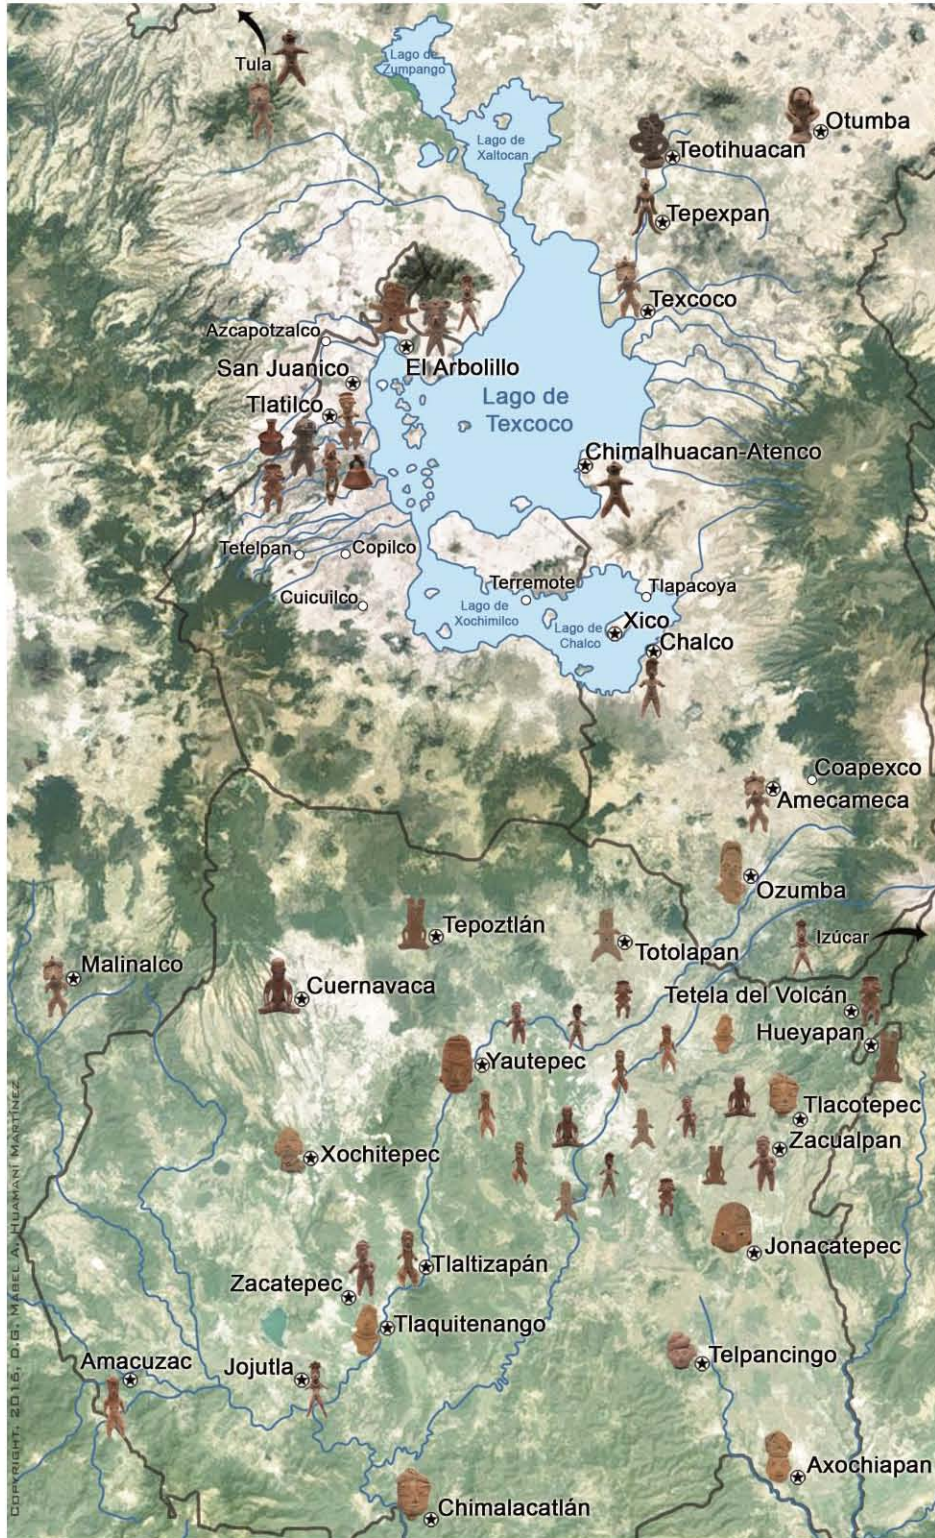 Lago de
Zumpango
Tula
Otumba
Lago de
Xaltocan
Teotihuacan
Tepexpan
Texcoco
Azcapotzalco
San Juanico
El Arbolillo
Tlatilco
Lago de
Texcoco
Chimalhuacan-Atenco
Tetelpan
Copilco
Cuicuilco
Terremote
Tlapacoya
Lago de
Xochimilco
Lago de
Chalco
Xico
Chalco
Coapexco
Amecameca
Ozumba
Tepoztlán
Totolapan
Izúcar
Malinalco
Cuernavaca
Tetela del Volcán
Hueyapan
Yautepec
Tlacotepec
Zacualpan
Xochitepec
Jonacatepec
Tlaltizapán
Zacatepec
Tlaquitenango
Telpancingo
Amacuzac
Jojutla
Axochiapan
Chimalacatlán
COPYRIGHT, 2016, D.G. MABEL A. HUAMANÍ MARTÍNEZ